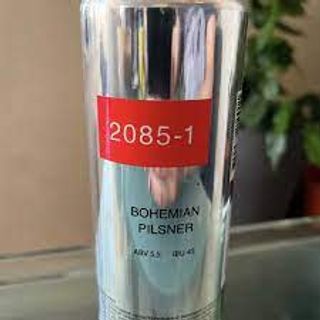 2085-1
BOHEMIAN
PILSNER
ABV 5.5 IBU 45